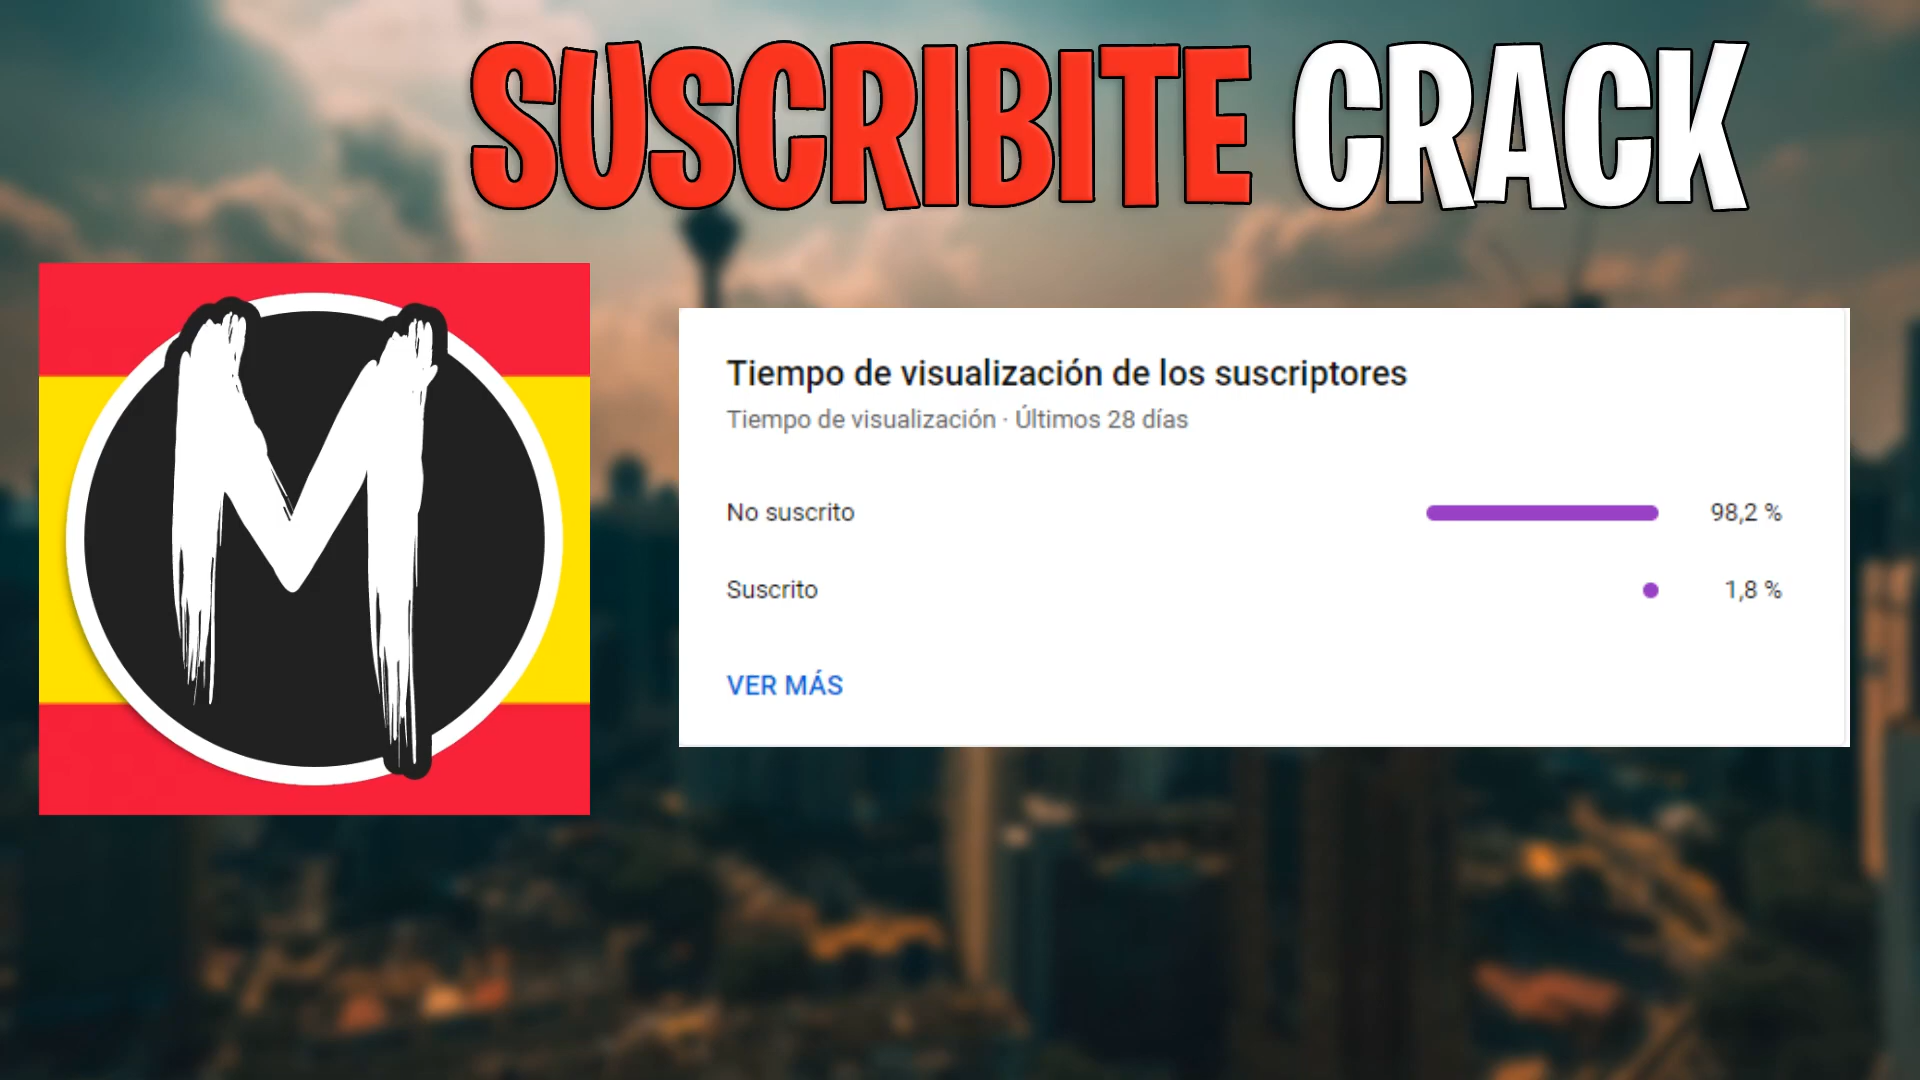 SUSCRIBITE CRACK
M
Tiempo de visualización de los suscriptores
Tiempo de visualización · Últimos 28 días
No suscrito 98,2 %
Suscrito 1,8 %
VER MÁS